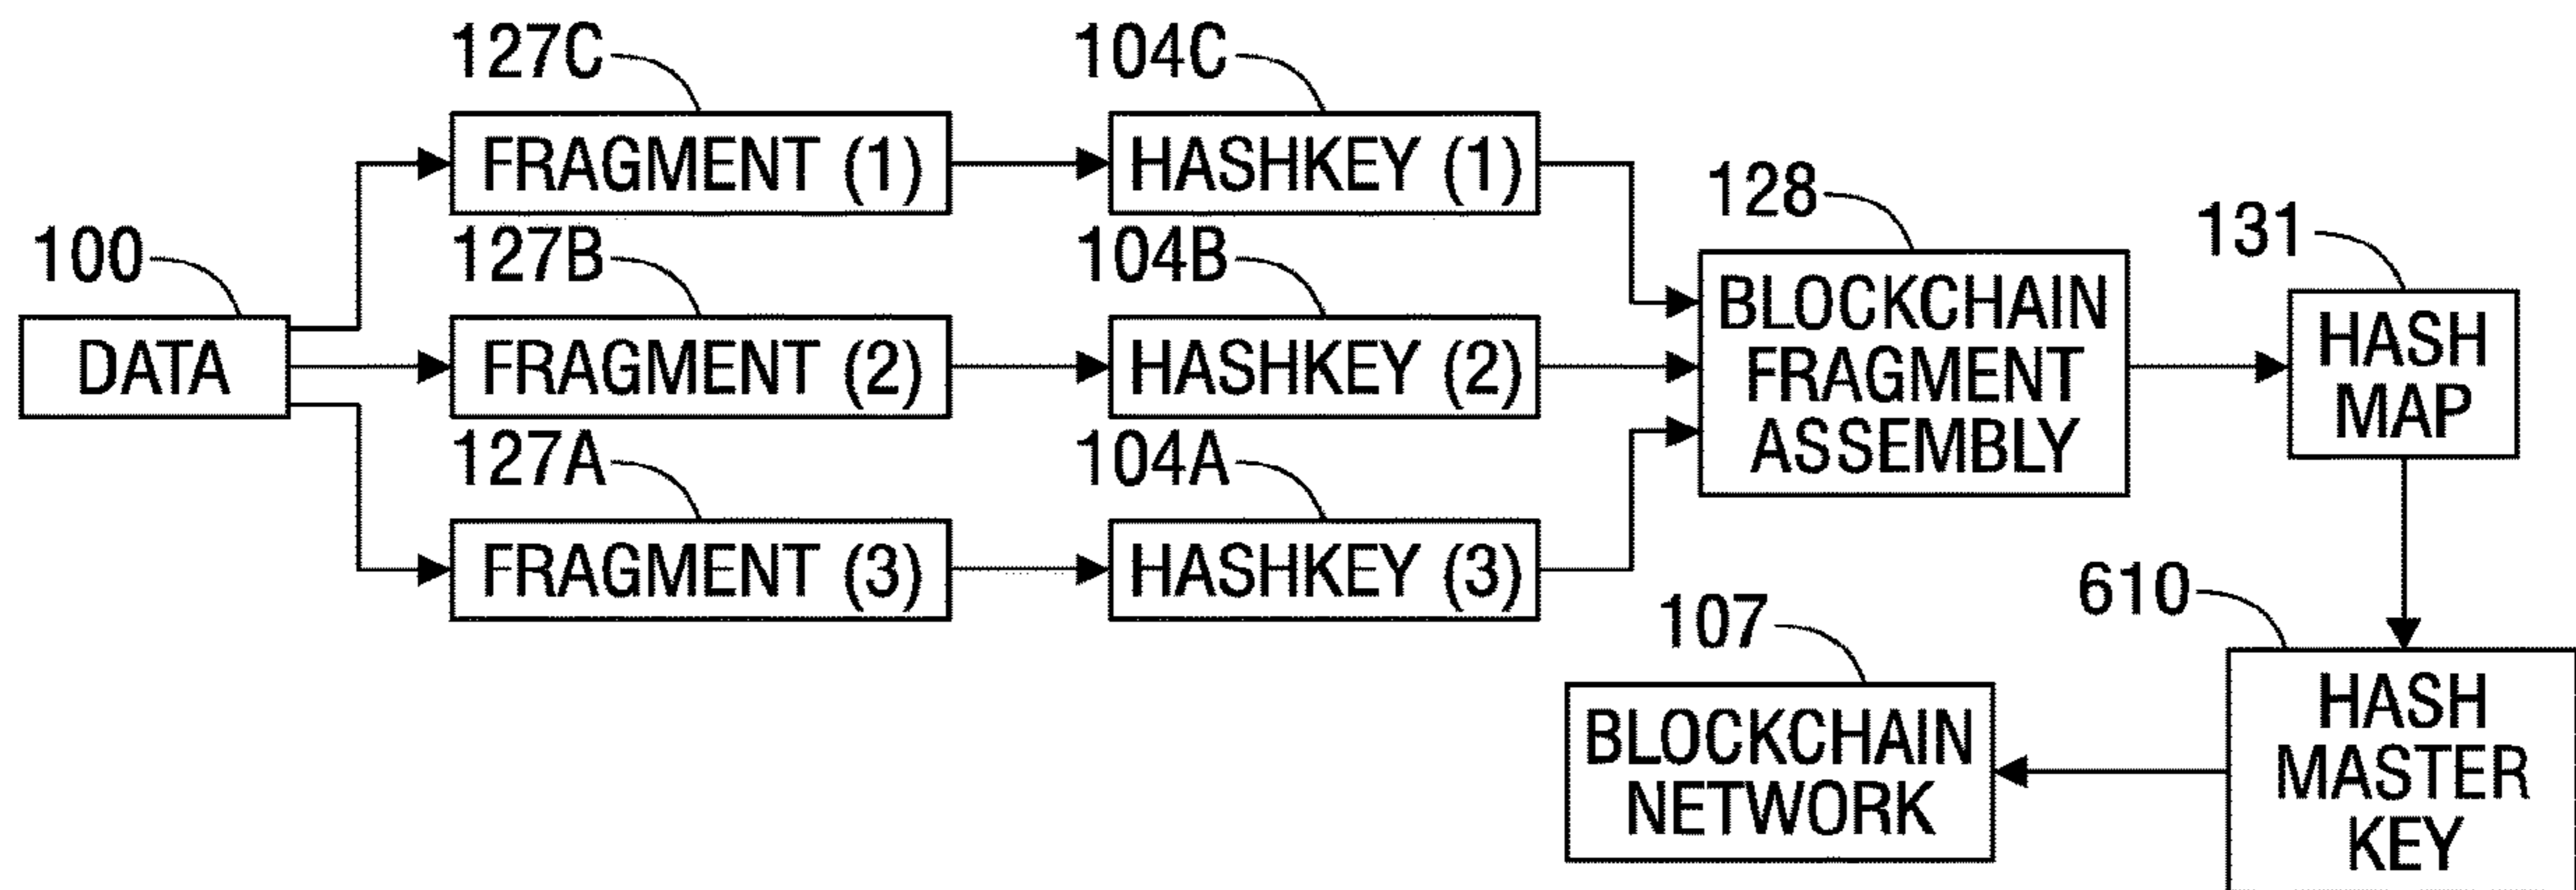 127C
104C
FRAGMENT (1)
HASHKEY (1)
128
131
100
127B
104B
DATA
FRAGMENT (2)
HASHKEY (2)
BLOCKCHAIN
FRAGMENT
ASSEMBLY
HASH
MAP
127A
104A
FRAGMENT (3)
HASHKEY (3)
107
610
BLOCKCHAIN
NETWORK
HASH
MASTER
KEY